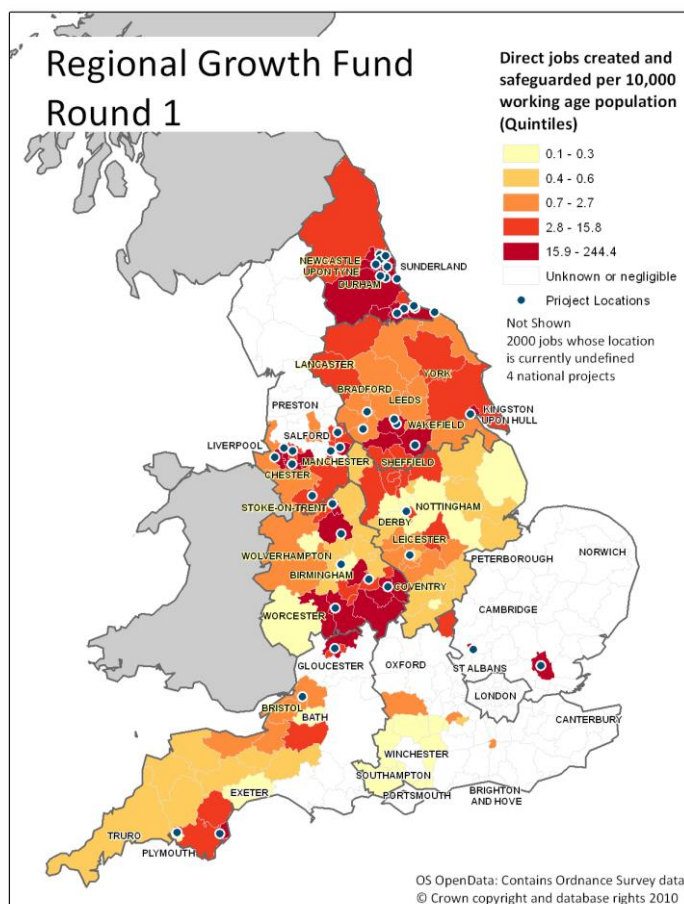 Regional Growth Fund
Round 1
Direct jobs created and
safeguarded per 10,000
working age population
(Quintiles)
0.1 - 0.3
0.4 - 0.6
0.7 - 2.7
2.8 - 15.8
15.9 - 244.4
Unknown or negligible
Project Locations
Not Shown
2000 jobs whose location
is currently undefined
4 national projects
NEWCASTLE
UPON TYNE
SUNDERLAND
DURHAM
LANCASTER
YORK
BRADFORD
LEEDS
PRESTON
KINGSTON
UPON HULL
WAKEFIELD
SALFORD
LIVERPOOL
MANCHESTER
SHEFFIELD
CHESTER
STOKE-ON-TRENT
NOTTINGHAM
DERBY
LEICESTER
WOLVERHAMPTON
PETERBOROUGH
NORWICH
BIRMINGHAM
COVENTRY
CAMBRIDGE
WORCESTER
GLOUCESTER
OXFORD
ST ALBANS
LONDON
BRISTOL
BATH
CANTERBURY
WINCHESTER
SOUTHAMPTON
PORTSMOUTH
BRIGHTON
AND HOVE
EXETER
TRURO
PLYMOUTH
OS OpenData: Contains Ordnance Survey data
© Crown copyright and database rights 2010